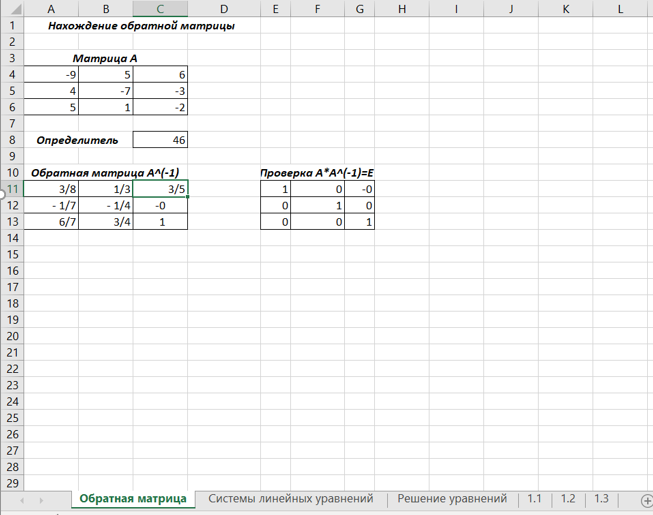 A B C D E F G H I J K L
1 Нахождение обратной матрицы
2
3 Матрица А
4 -9 5 6
5 4 -7 -3
6 5 1 -2
7
8 Определитель 46
9
10 Обратная матрица А^(-1) Проверка А*А^(-1)=Е
11 3/8 1/3 3/5 1 0 -0
12 - 1/7 - 1/4 -0 0 1 0
13 6/7 3/4 1 0 0 1
14
15
16
17
18
19
20
21
22
23
24
25
26
27
28
29
Обратная матрица Системы линейных уравнений Решение уравнений 1.1 1.2 1.3